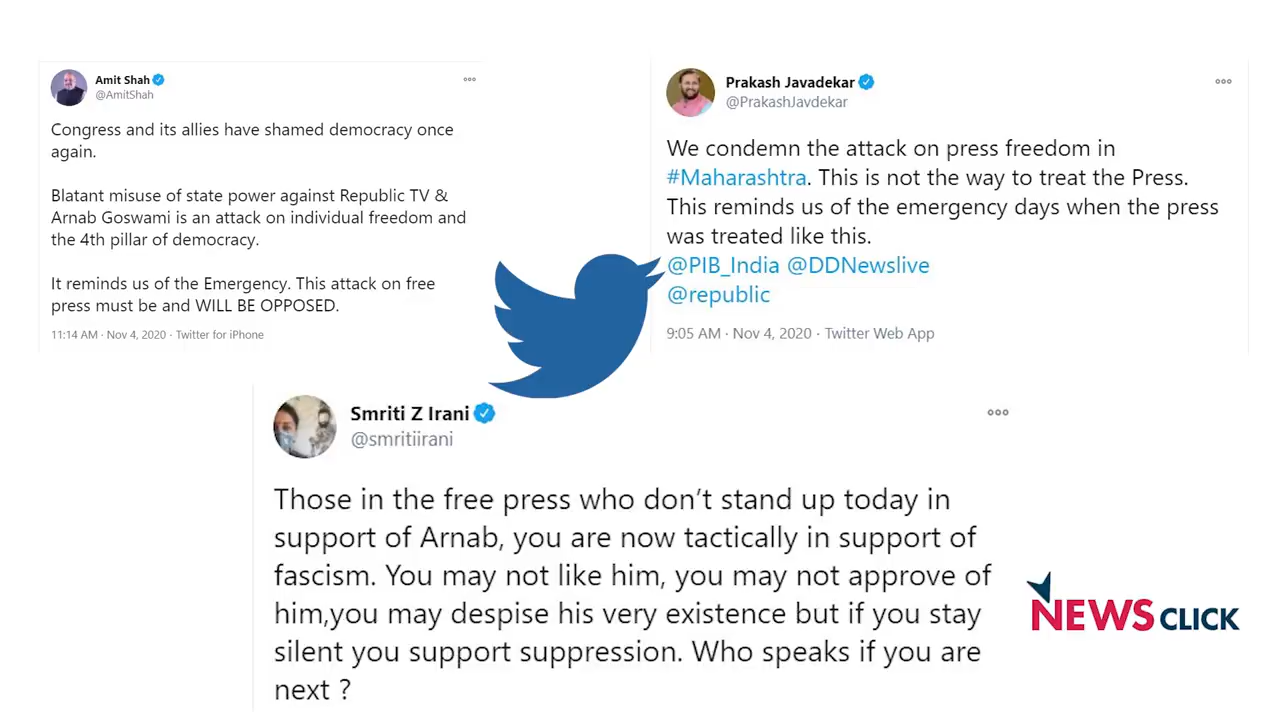 Amit Shah
@AmitShah
Congress and its allies have shamed democracy once
again.
Blatant misuse of state power against Republic TV &
Arnab Goswami is an attack on individual freedom and
the 4th pillar of democracy.
It reminds us of the Emergency. This attack on free
press must be and WILL BE OPPOSED.
11:14 AM · Nov 4, 2020 · Twitter for iPhone
Prakash Javadekar
@PrakashJavdekar
We condemn the attack on press freedom in
#Maharashtra. This is not the way to treat the Press.
This reminds us of the emergency days when the press
was treated like this.
@PIB_India @DDNewslive
@republic
9:05 AM · Nov 4, 2020 · Twitter Web App
Smriti Z Irani
@smritiirani
Those in the free press who don’t stand up today in
support of Arnab, you are now tactically in support of
fascism. You may not like him, you may not approve of
him,you may despise his very existence but if you stay
silent you support suppression. Who speaks if you are
next ?
NEWSCLICK